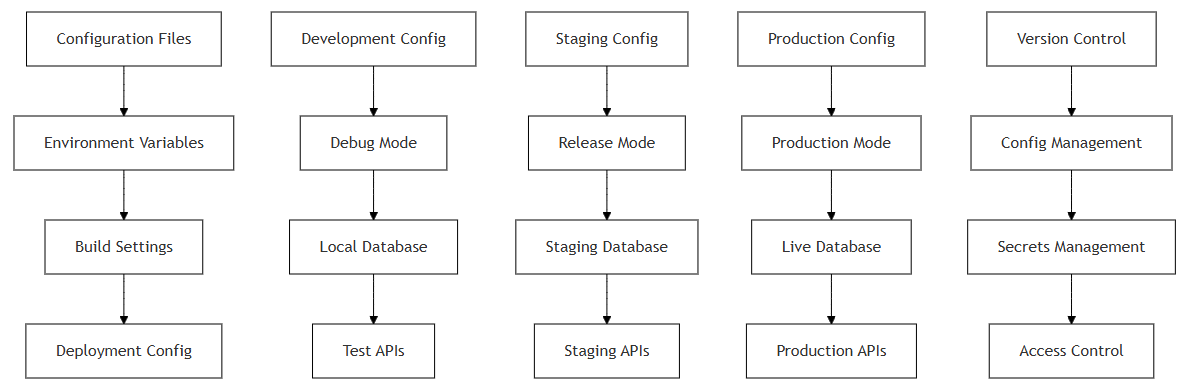 Configuration Files
Development Config
Staging Config
Production Config
Version Control
Environment Variables
Debug Mode
Release Mode
Production Mode
Config Management
Build Settings
Local Database
Staging Database
Live Database
Secrets Management
Deployment Config
Test APIs
Staging APIs
Production APIs
Access Control